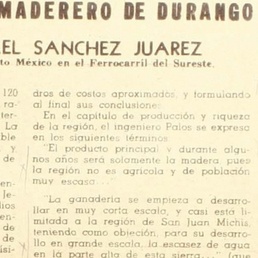 MADERERO DE DURANGO
EL SANCHEZ JUAREZ
to México en el Ferrocarril del Sureste.
120
ra-
ter-
La
de
s,
y
dros de costos aproximados, y formulando
al final sus conclusiones:
En el capítulo de producción y riqueza
de la región, el ingeniero Palos se expresa
en los siguientes términos:
"El producto principal y durante algu-
nos años será solamente la madera, pues
la región no es agrícola y de población
muy escasa..."
"La ganadería se empieza a desarro-
llar en muy corta escala, y casi está li-
mitada a la región de San Juan Michis,
teniendo como objeción, para su desarro-
llo en grande escala, la escasez de agua
en la parte alta de esta sierra..." (que